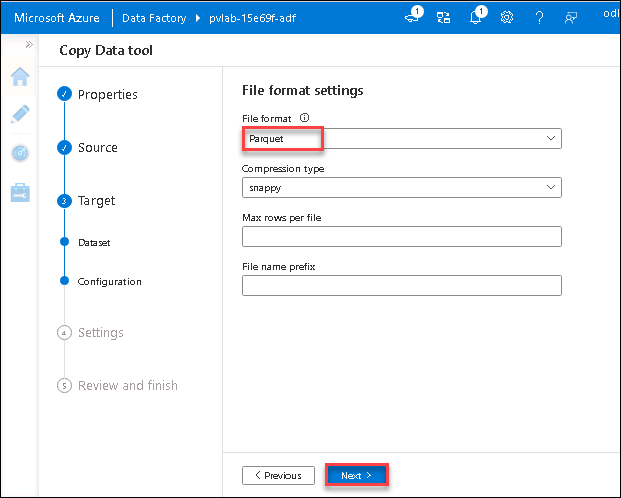 Microsoft Azure Data Factory pvlab-15e69f-adf 1 1 odl
Copy Data tool
Properties
Source
3 Target
Dataset
Configuration
4 Settings
5 Review and finish
File format settings
File format
Parquet
Compression type
snappy
Max rows per file
File name prefix
Previous Next